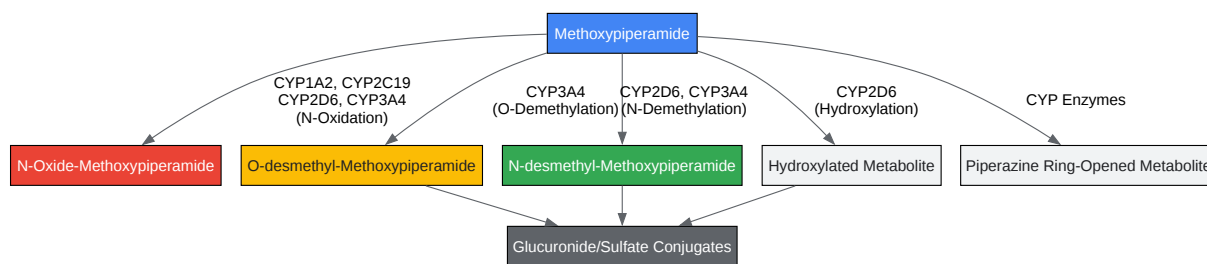 Methoxypiperamide
CYP1A2, CYP2C19
CYP2D6, CYP3A4
(N-Oxidation)
CYP3A4
(O-Demethylation)
CYP2D6, CYP3A4
(N-Demethylation)
CYP2D6
(Hydroxylation)
CYP Enzymes
N-Oxide-Methoxypiperamide
O-desmethyl-Methoxypiperamide
N-desmethyl-Methoxypiperamide
Hydroxylated Metabolite
Piperazine Ring-Opened Metabolite
Glucuronide/Sulfate Conjugates